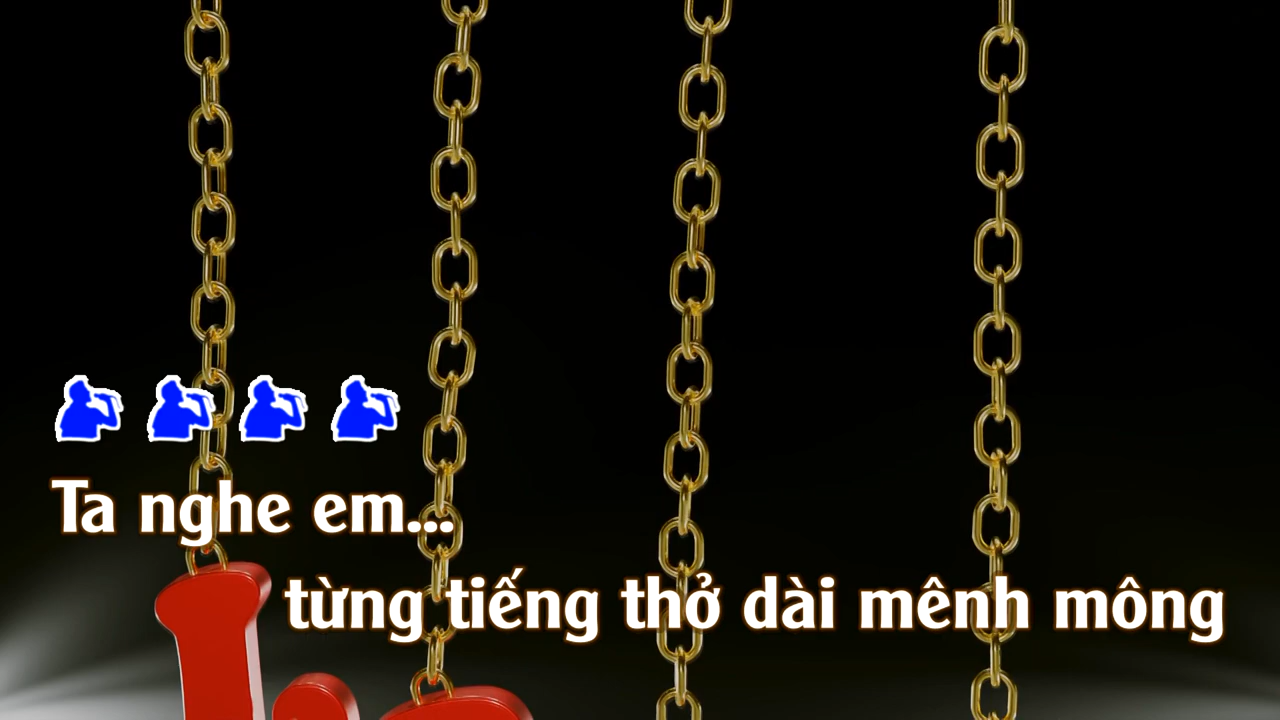 Ta nghe em...
từng tiếng thở dài mênh mông